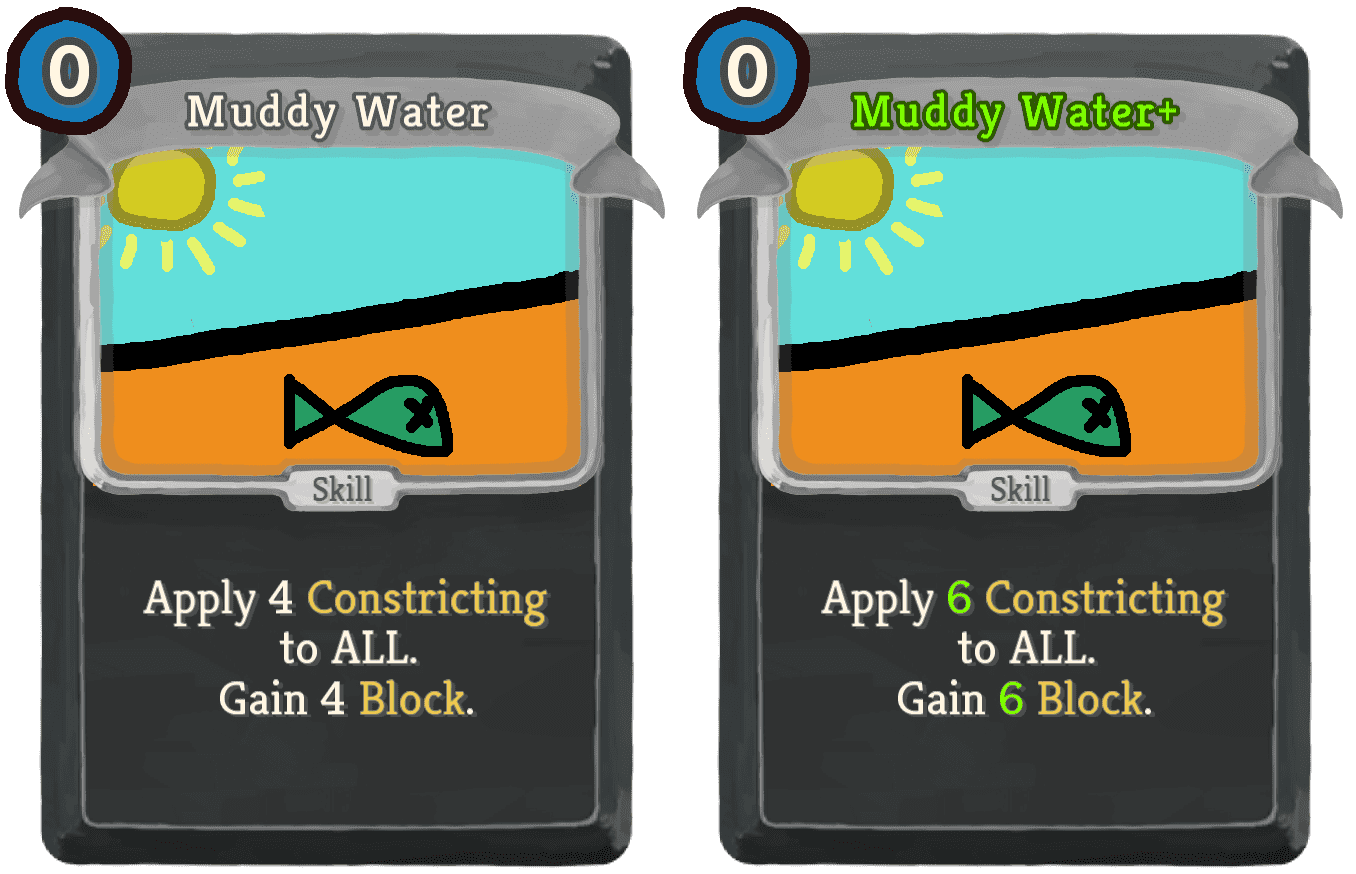 0
Muddy Water
Skill
Apply 4 Constricting
to ALL.
Gain 4 Block.
0
Muddy Water+
Skill
Apply 6 Constricting
to ALL.
Gain 6 Block.